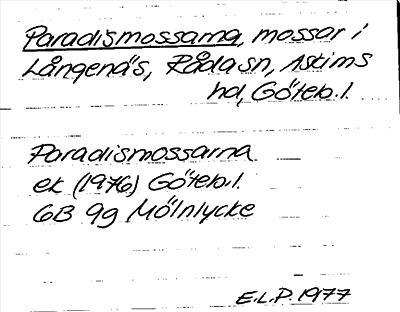 Paradismossarna, mossar i
Långenäs, Råda sn, Askims
hd, Göteb. l.
Paradismossarna
ek (1976) Göteb. l.
6B 9g Mölnlycke
E.L.P. 1977